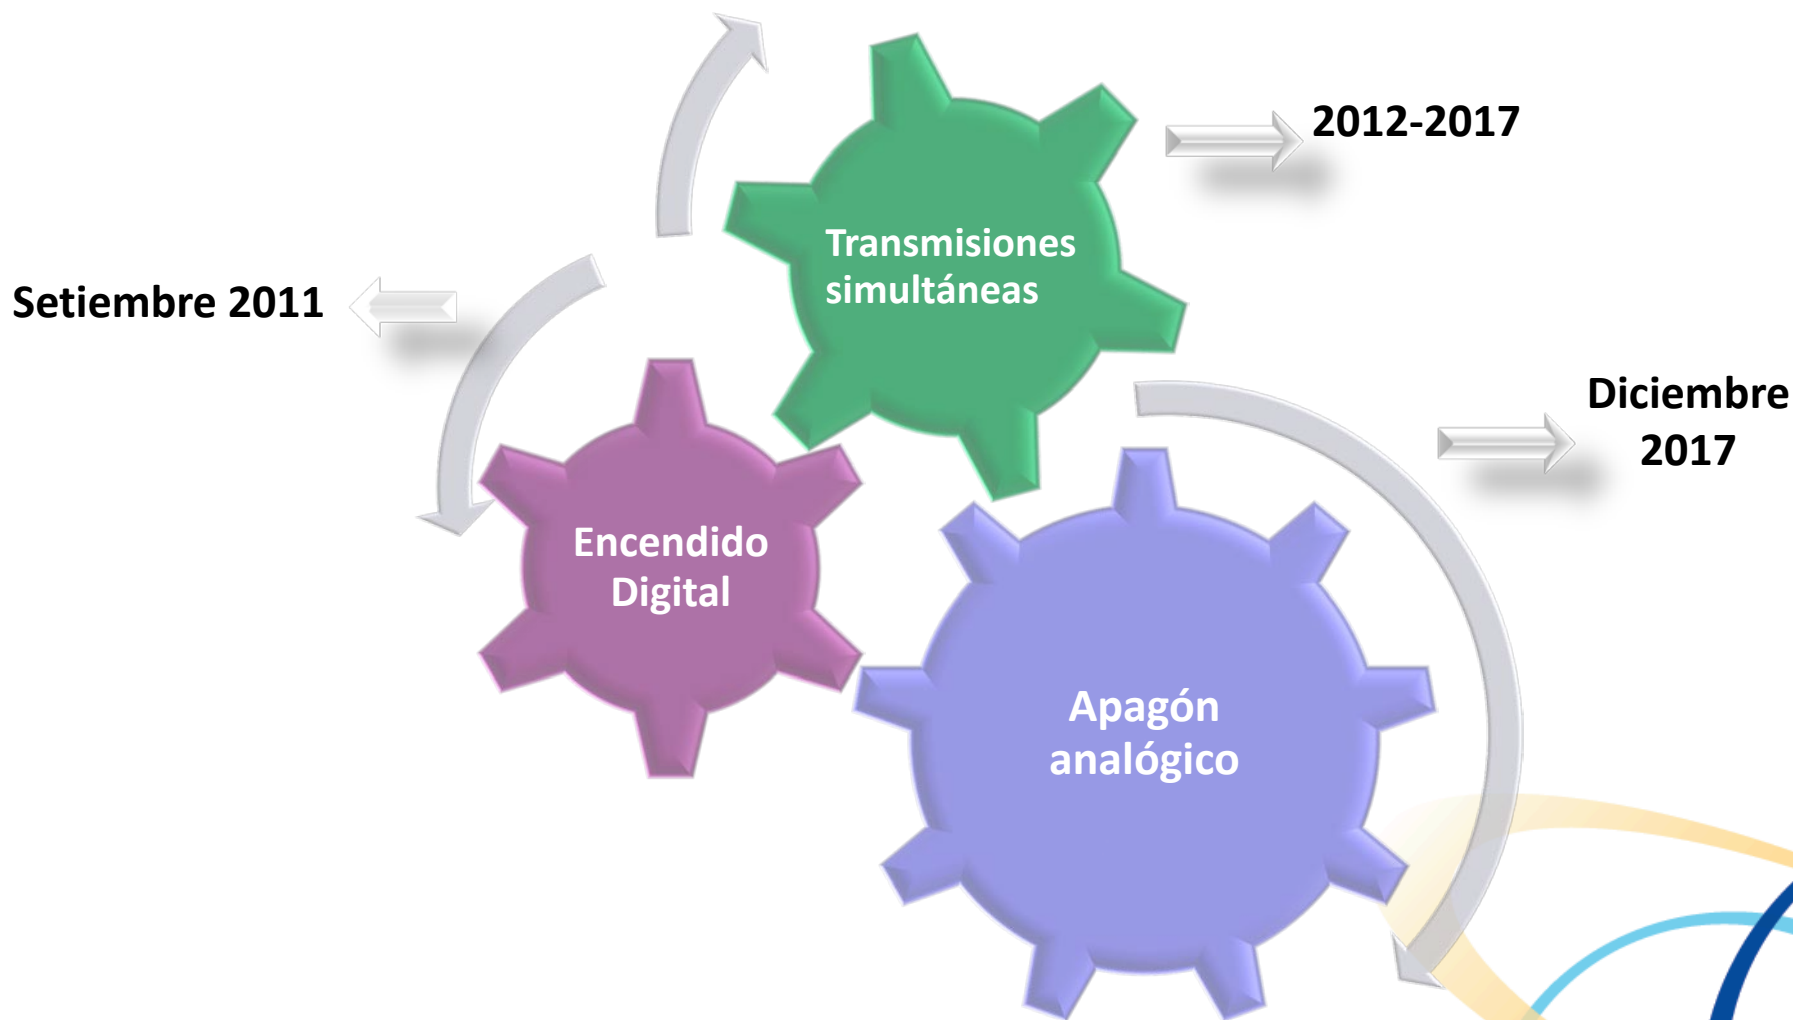 2012-2017
Transmisiones
simultáneas
Setiembre 2011
Diciembre
2017
Encendido
Digital
Apagón
analógico